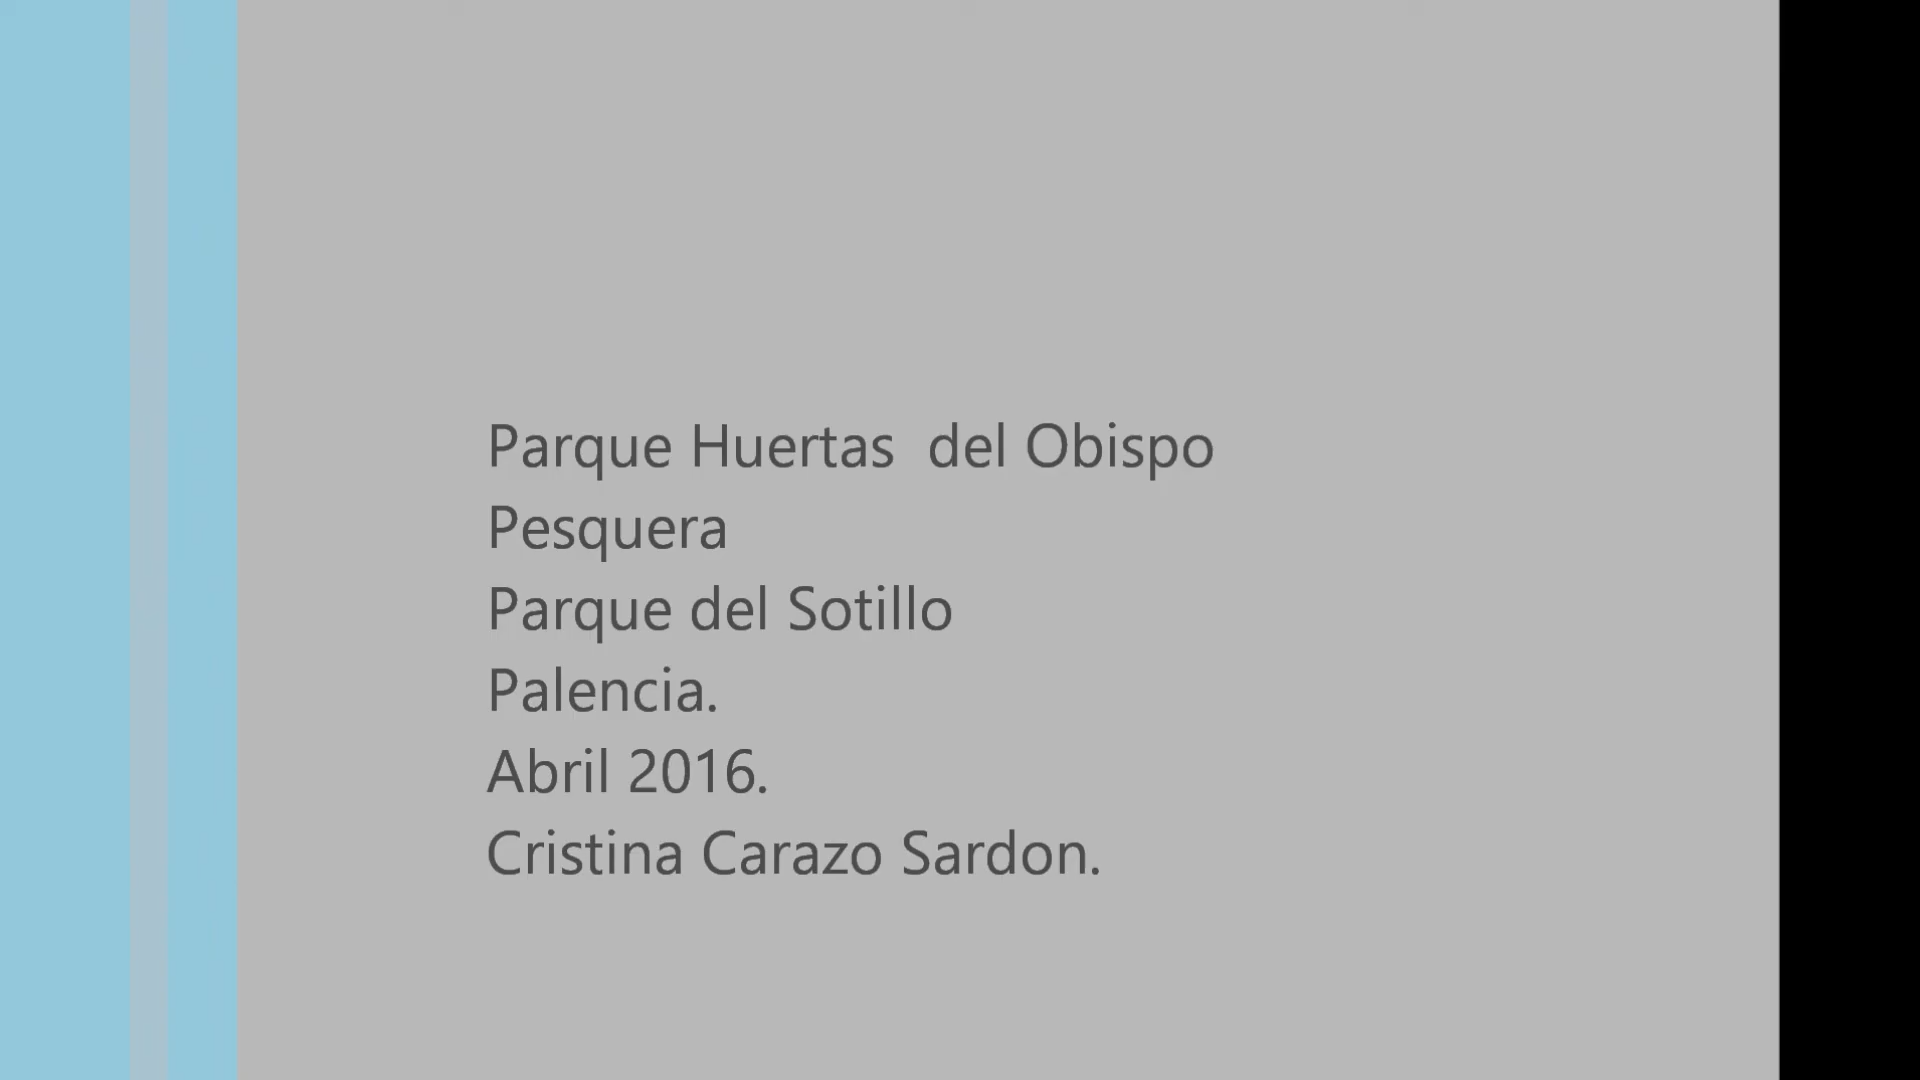 Parque Huertas  del Obispo
Pesquera
Parque del Sotillo
Palencia.
Abril 2016.
Cristina Carazo Sardon.